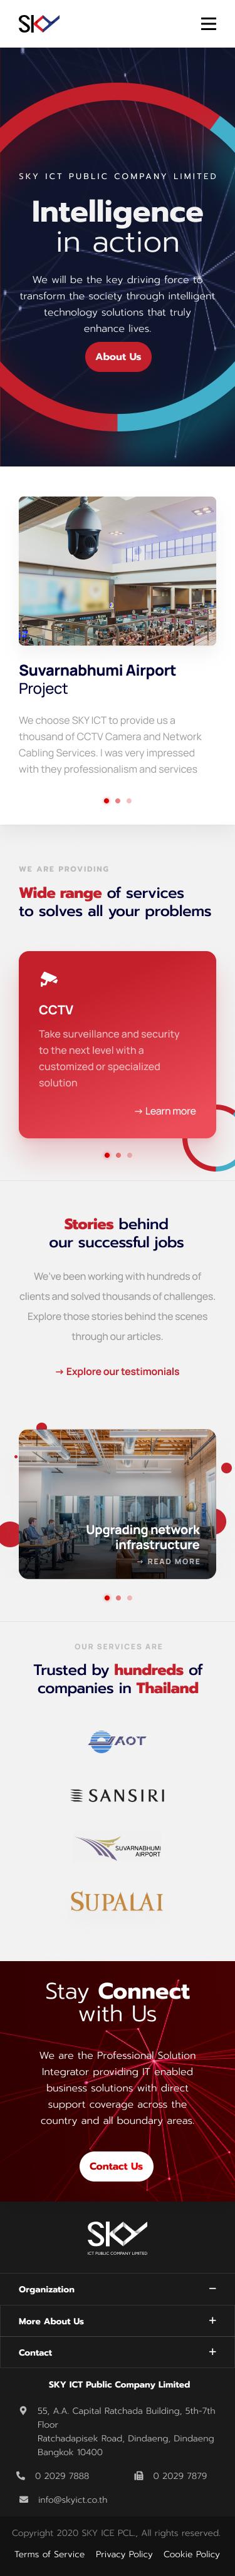 SKY
SKY ICT PUBLIC COMPANY LIMITED
Intelligence
in action
We will be the key driving force to
transform the society through intelligent
technology solutions that truly
enhance lives.
About Us
Suvarnabhumi Airport
Project
We choose SKY ICT to provide us a
thousand of CCTV Camera and Network
Cabling Services. I was very impressed
with they professionalism and services
WE ARE PROVIDING
Wide range of services
to solves all your problems
CCTV
Take surveillance and security
to the next level with a
customized or specialized
solution
→ Learn more
Stories behind
our successful jobs
We've been working with hundreds of
clients and solved thousands of challenges.
Explore those stories behind the scenes
through our articles.
→ Explore our testimonials
Upgrading network
infrastructure
→ READ MORE
OUR SERVICES ARE
Trusted by hundreds of
companies in Thailand
AOT
SANSIRI
SUVARNABHUMI
AIRPORT
SUPALAI
Stay Connect
with Us
We are the Professional Solution
Integrator providing IT enabled
business solutions with direct
support coverage across the
country and all boundary areas.
Contact Us
SKY
ICT PUBLIC COMPANY LIMITED
Organization −
More About Us +
Contact +
SKY ICT Public Company Limited
55, A.A. Capital Ratchada Building, 5th-7th
Floor
Ratchadapisek Road, Dindaeng, Dindaeng
Bangkok 10400
0 2029 7888 0 2029 7879
info@skyict.co.th
Copyright 2020 SKY ICE PCL., All rights reserved.
Terms of Service Privacy Policy Cookie Policy